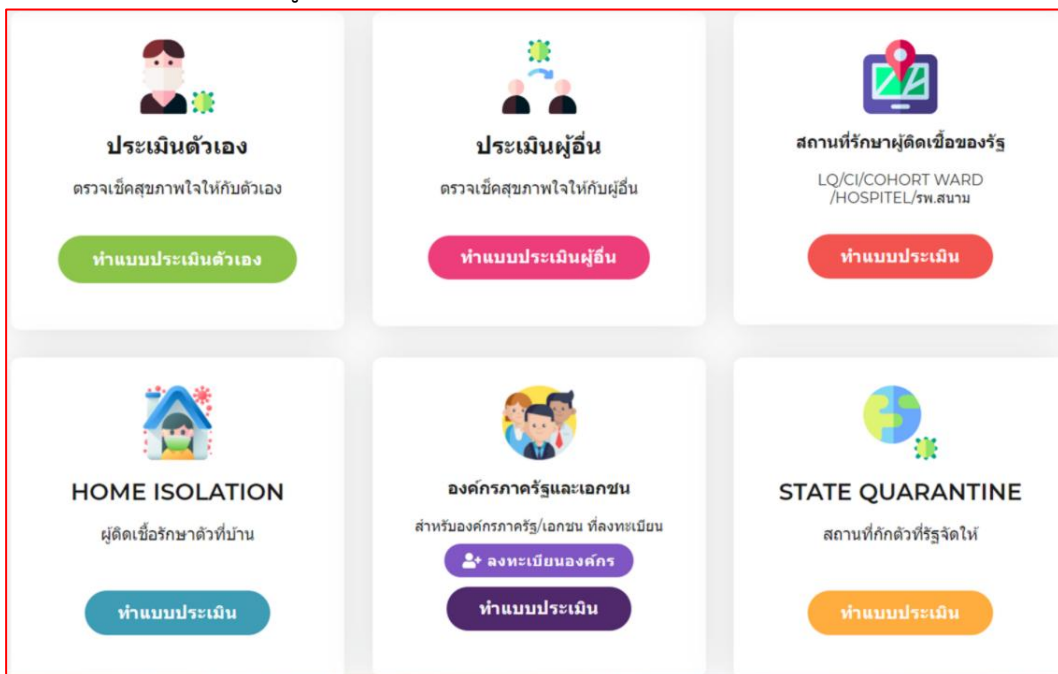 ประเมินตัวเอง
ตรวจเช็คสุขภาพใจให้กับตัวเอง
ทำแบบประเมินตัวเอง
ประเมินผู้อื่น
ตรวจเช็คสุขภาพใจให้กับผู้อื่น
ทำแบบประเมินผู้อื่น
สถานที่รักษาผู้ติดเชื้อของรัฐ
LQ/CI/COHORT WARD
/HOSPITEL/รพ.สนาม
ทำแบบประเมิน
HOME ISOLATION
ผู้ติดเชื้อรักษาตัวที่บ้าน
ทำแบบประเมิน
องค์กรภาครัฐและเอกชน
สำหรับองค์กรภาครัฐ/เอกชน ที่ลงทะเบียน
ลงทะเบียนองค์กร
ทำแบบประเมิน
STATE QUARANTINE
สถานที่กักตัวที่รัฐจัดให้
ทำแบบประเมิน